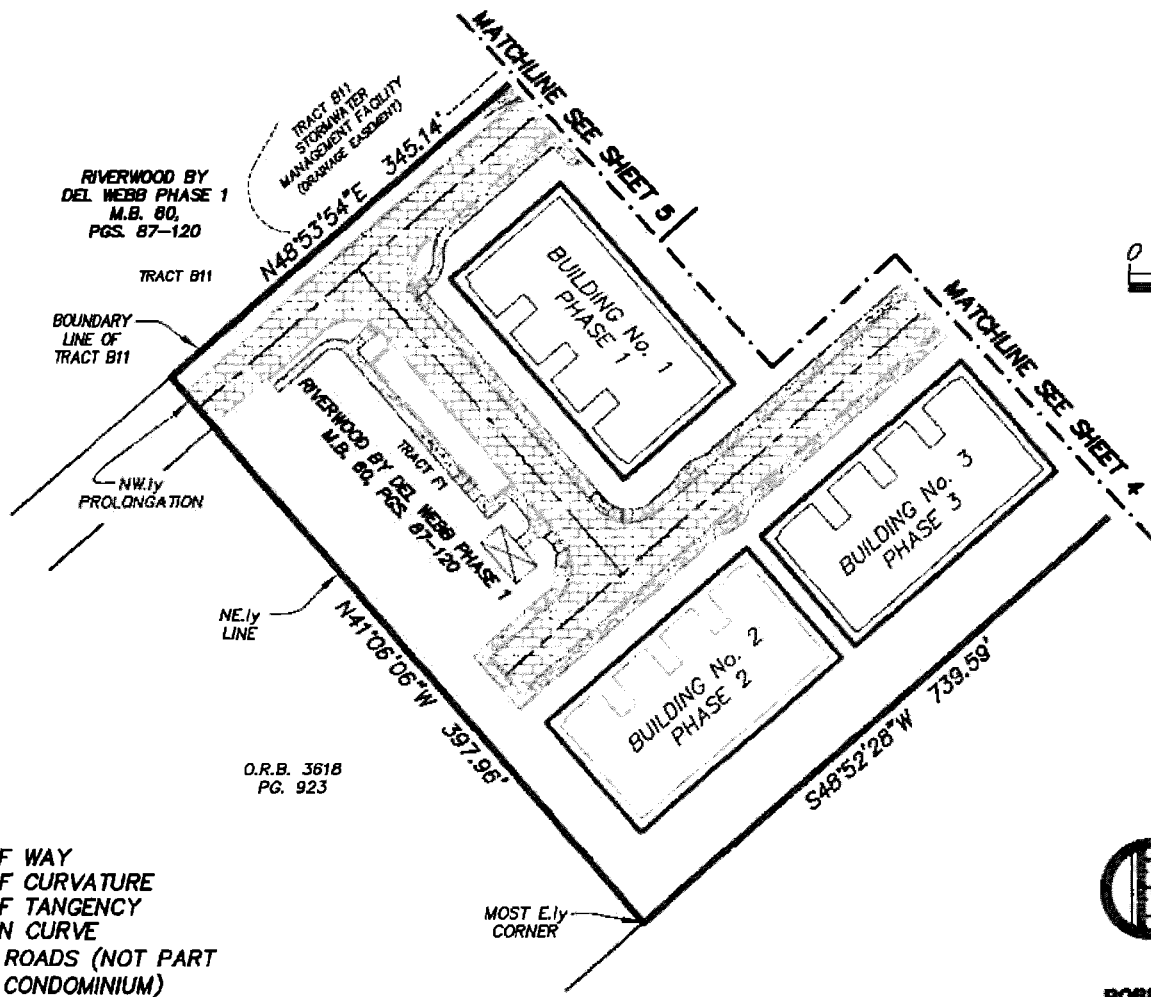 MATCHLINE SEE SHEET 5
TRACT B11
STORMWATER
MANAGEMENT FACILITY
(DRAINAGE EASEMENT)
RIVERWOOD BY
DEL WEBB PHASE 1
M.B. 80,
PGS. 87-120
N48°53'54"E 345.14'
TRACT B11
BOUNDARY
LINE OF
TRACT B11
0
BUILDING No. 1
PHASE 1
MATCHLINE SEE SHEET 4
RIVERWOOD BY DEL WEBB PHASE 1
M.B. 80, PGS. 87-120
TRACT F1
NW.ly
PROLONGATION
BUILDING No. 3
PHASE 3
NE.ly
LINE
N41°06'06"W 397.96'
BUILDING No. 2
PHASE 2
S48°52'28"W 739.59'
O.R.B. 3618
PG. 923
F WAY
F CURVATURE
F TANGENCY
N CURVE
ROADS (NOT PART
CONDOMINIUM)
MOST E.ly
CORNER